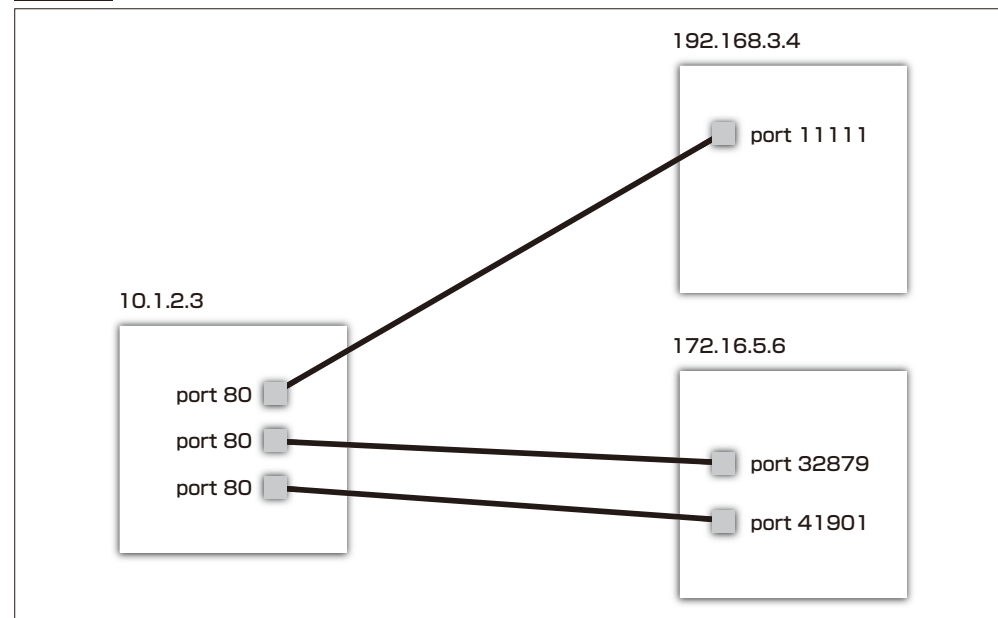 192.168.3.4
port 11111
10.1.2.3
port 80
port 80
port 80
172.16.5.6
port 32879
port 41901